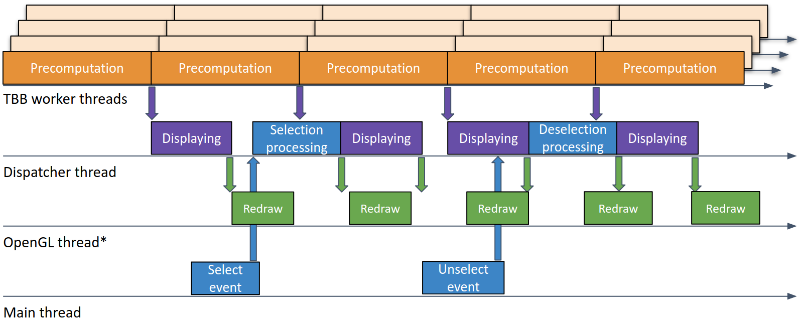 Precomputation Precomputation Precomputation Precomputation Precomputation
TBB worker threads
Displaying Selection processing Displaying Displaying Deselection processing Displaying
Dispatcher thread
Redraw Redraw Redraw Redraw Redraw
OpenGL thread*
Select event Unselect event
Main thread